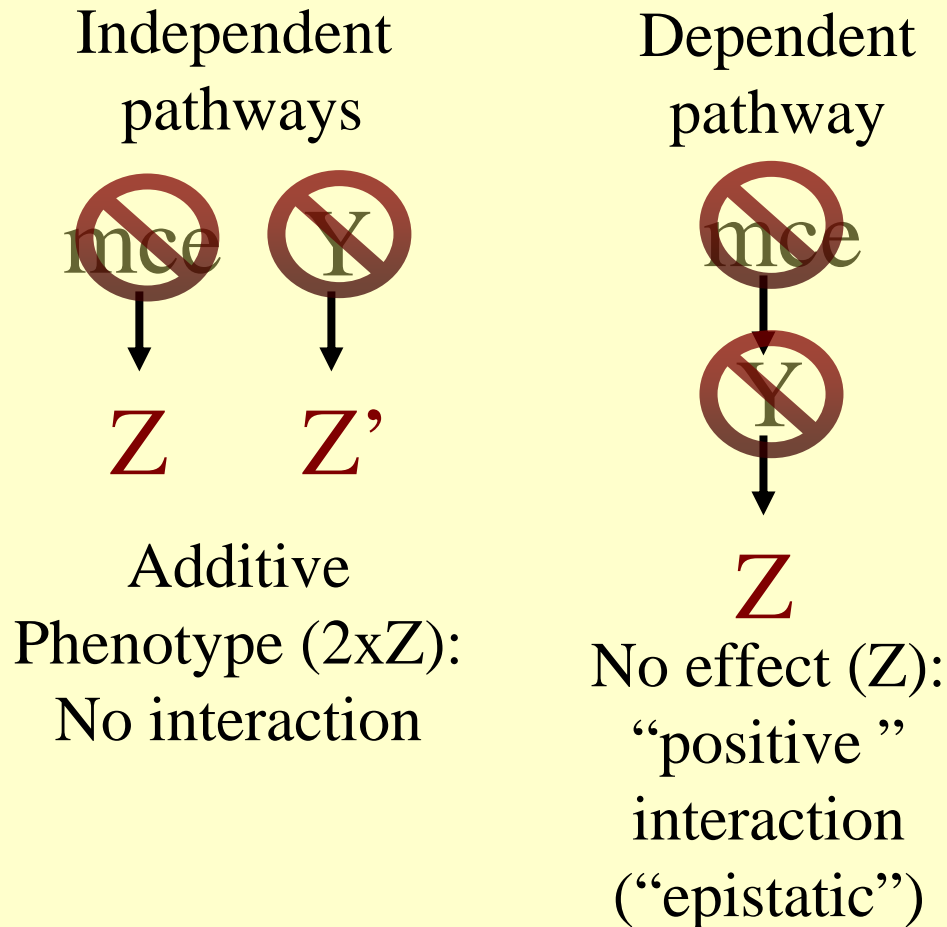 Independent
pathways
mce Y
Z Z’
Additive
Phenotype (2xZ):
No interaction
Dependent
pathway
mce
Y
Z
No effect (Z):
“positive ”
interaction
(“epistatic”)